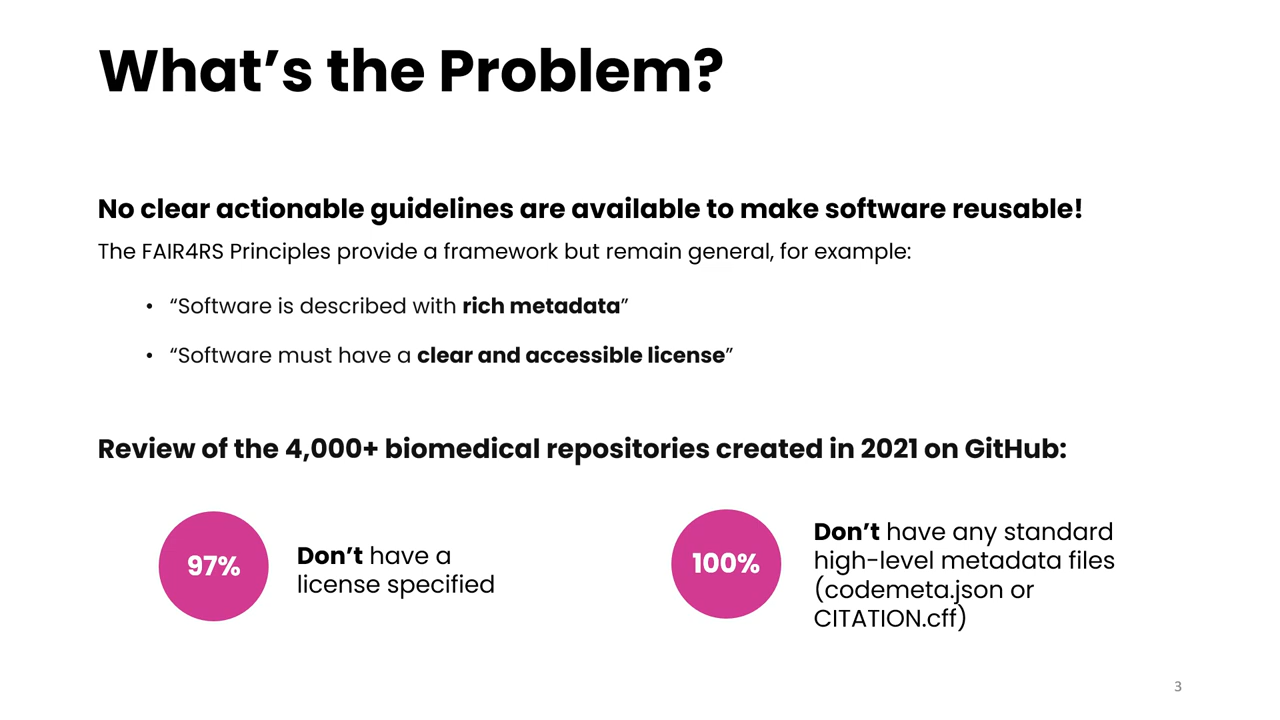 What’s the Problem?
No clear actionable guidelines are available to make software reusable!
The FAIR4RS Principles provide a framework but remain general, for example:
• “Software is described with rich metadata”
• “Software must have a clear and accessible license”
Review of the 4,000+ biomedical repositories created in 2021 on GitHub:
97%
Don’t have a
license specified
100%
Don’t have any standard
high-level metadata files
(codemeta.json or
CITATION.cff)
3